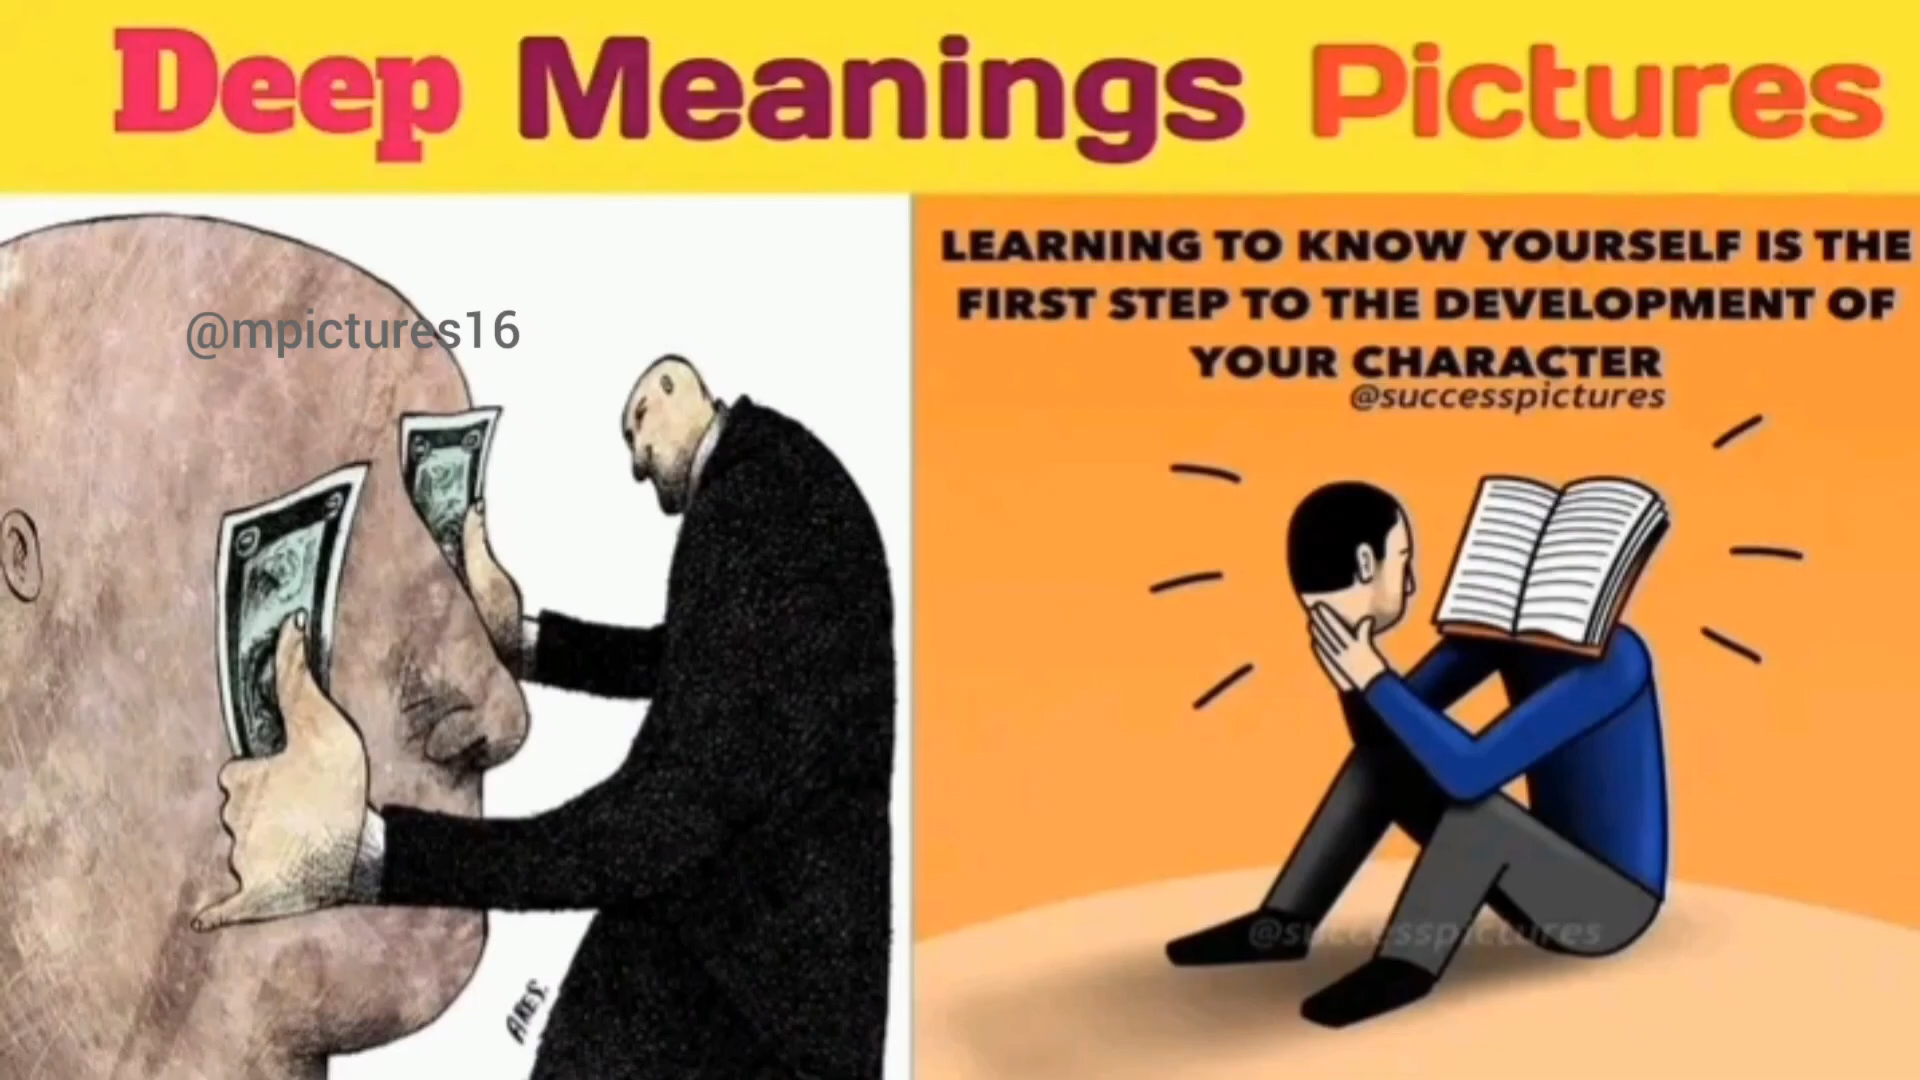 Deep Meanings Pictures
@mpictures16
ARES.
LEARNING TO KNOW YOURSELF IS THE
FIRST STEP TO THE DEVELOPMENT OF
YOUR CHARACTER
@successpictures
@successpictures